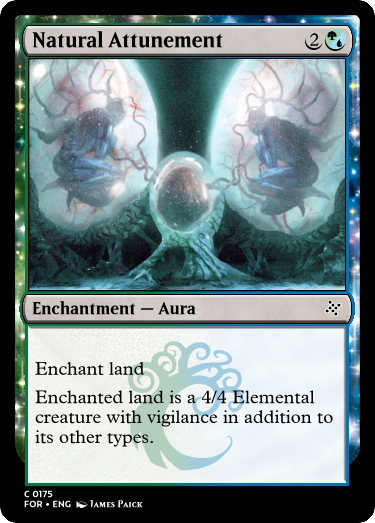 Natural Attunement 2
Enchantment — Aura
Enchant land
Enchanted land is a 4/4 Elemental
creature with vigilance in addition to
its other types.
C 0175
FOR • ENG James Paick